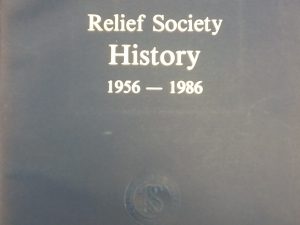 Relief Society
History
1956 — 1986